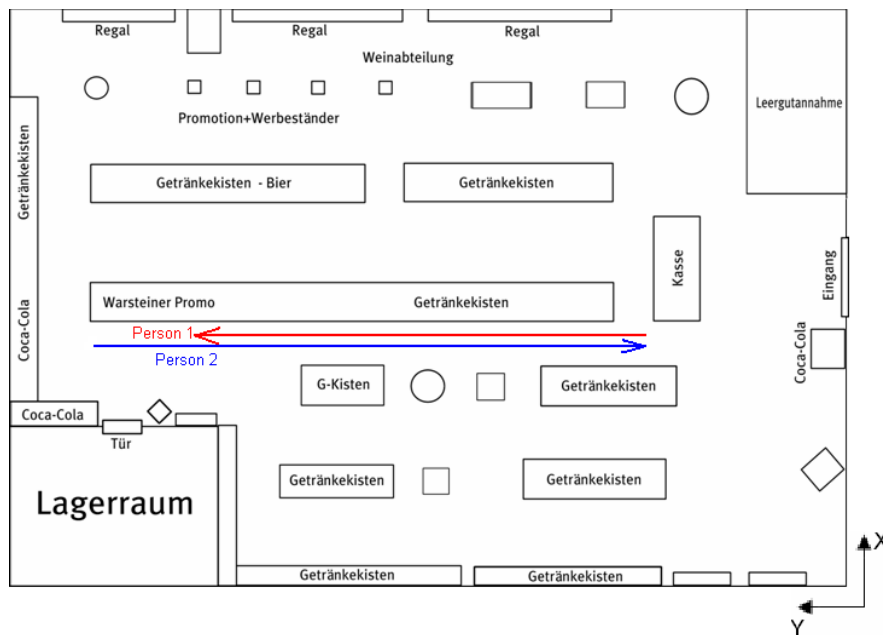 Regal
Regal
Regal
Weinabteilung
Leergutannahme
Promotion+Werbeständer
Getränkekisten
Getränkekisten - Bier
Getränkekisten
Kasse
Eingang
Coca-Cola
Warsteiner Promo
Getränkekisten
Person 1
Person 2
Coca-Cola
G-Kisten
Getränkekisten
Coca-Cola
Tür
Getränkekisten
Getränkekisten
Lagerraum
X
Getränkekisten
Getränkekisten
Y